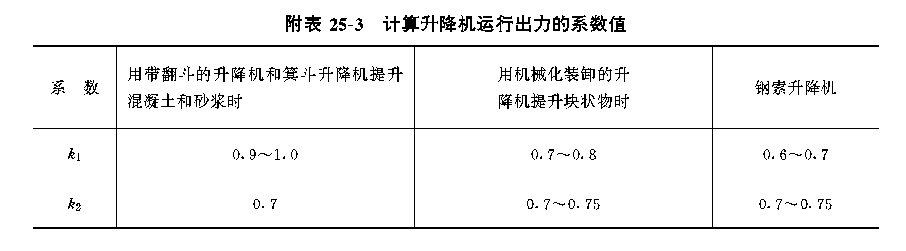 附表 25-3 计算升降机运行出力的系数值
系 数 用带翻斗的升降机和箕斗升降机提升混凝土和砂浆时 用机械化装卸的升降机提升块状物时 钢索升降机
k1 0.9～1.0 0.7～0.8 0.6～0.7
k2 0.7 0.7～0.75 0.7～0.75